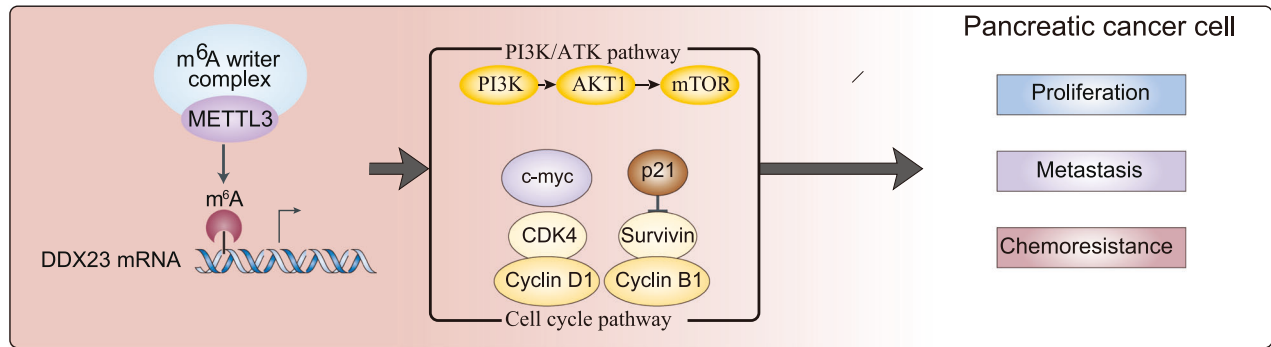 m⁶A writer
complex
METTL3
m⁶A
DDX23 mRNA
PI3K/ATK pathway
PI3K
AKT1
mTOR
c-myc
p21
CDK4
Survivin
Cyclin D1
Cyclin B1
Cell cycle pathway
Pancreatic cancer cell
Proliferation
Metastasis
Chemoresistance